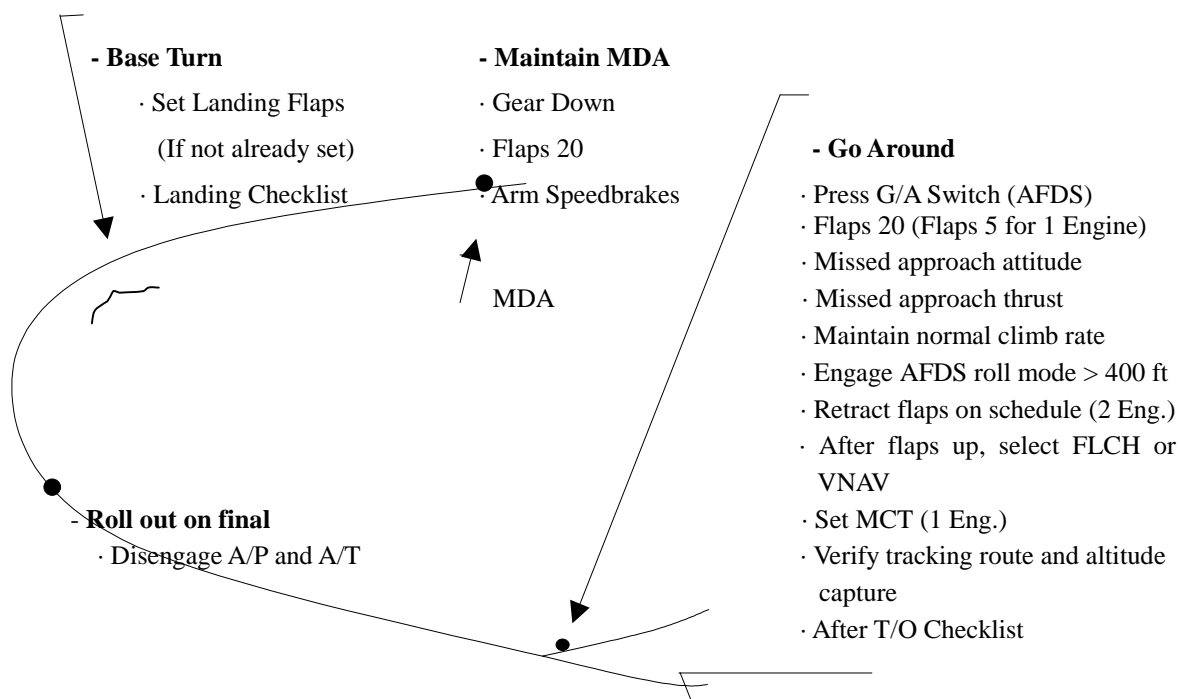 - Base Turn
· Set Landing Flaps
(If not already set)
· Landing Checklist
- Maintain MDA
· Gear Down
· Flaps 20
· Arm Speedbrakes
MDA
- Go Around
· Press G/A Switch (AFDS)
· Flaps 20 (Flaps 5 for 1 Engine)
· Missed approach attitude
· Missed approach thrust
· Maintain normal climb rate
· Engage AFDS roll mode > 400 ft
· Retract flaps on schedule (2 Eng.)
· After flaps up, select FLCH or
VNAV
· Set MCT (1 Eng.)
· Verify tracking route and altitude
capture
· After T/O Checklist
- Roll out on final
· Disengage A/P and A/T